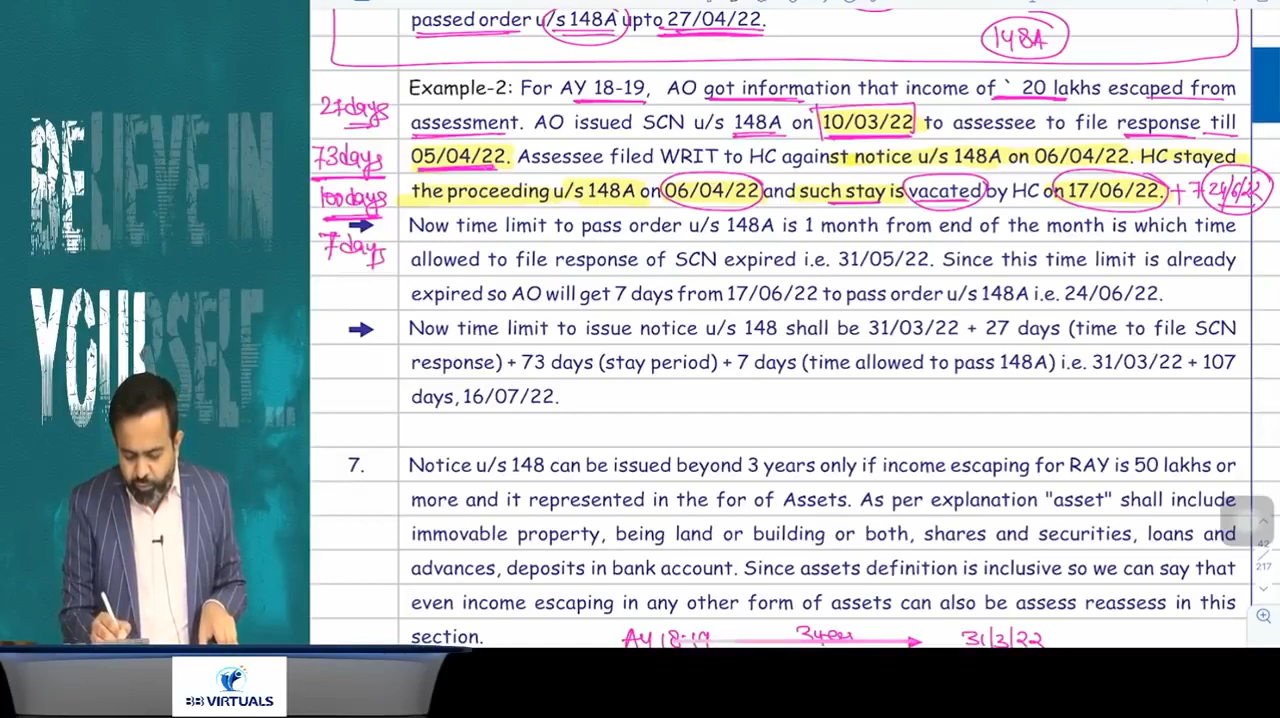 passed order u/s 148A upto 27/04/22.
148A
Example-2: For AY 18-19, AO got information that income of ` 20 lakhs escaped from
27days
assessment. AO issued SCN u/s 148A on 10/03/22 to assessee to file response till
73days
05/04/22. Assessee filed WRIT to HC against notice u/s 148A on 06/04/22. HC stayed
100days
the proceeding u/s 148A on 06/04/22 and such stay is vacated by HC on 17/06/22. + 7 24/6/22
Now time limit to pass order u/s 148A is 1 month from end of the month is which time
7days
allowed to file response of SCN expired i.e. 31/05/22. Since this time limit is already
expired so AO will get 7 days from 17/06/22 to pass order u/s 148A i.e. 24/06/22.
Now time limit to issue notice u/s 148 shall be 31/03/22 + 27 days (time to file SCN
response) + 73 days (stay period) + 7 days (time allowed to pass 148A) i.e. 31/03/22 + 107
days, 16/07/22.
7. Notice u/s 148 can be issued beyond 3 years only if income escaping for RAY is 50 lakhs or
more and it represented in the for of Assets. As per explanation "asset" shall include
immovable property, being land or building or both, shares and securities, loans and
advances, deposits in bank account. Since assets definition is inclusive so we can say that
even income escaping in any other form of assets can also be assess reassess in this
section.
AY 18-19 31/3/22
42
217
BELIEVE IN
YOURSELF...
BB VIRTUALS